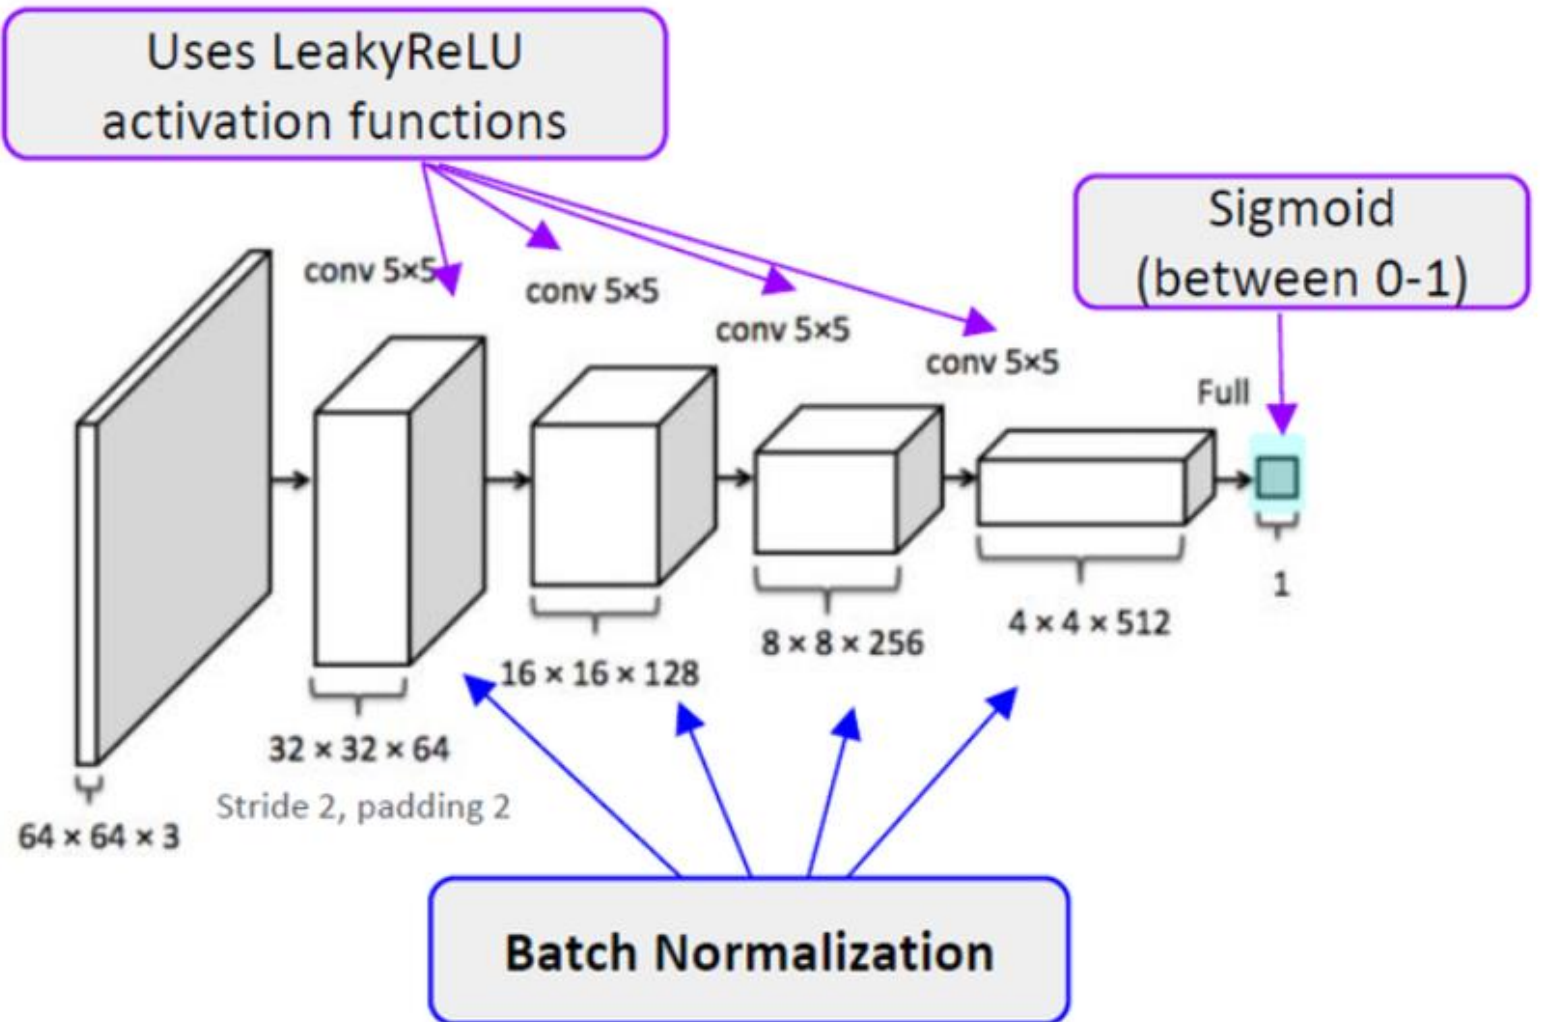 Uses LeakyReLU
activation functions
Sigmoid
(between 0-1)
conv 5×5
conv 5×5
conv 5×5
conv 5×5
Full
64 × 64 × 3
32 × 32 × 64
Stride 2, padding 2
16 × 16 × 128
8 × 8 × 256
4 × 4 × 512
1
Batch Normalization